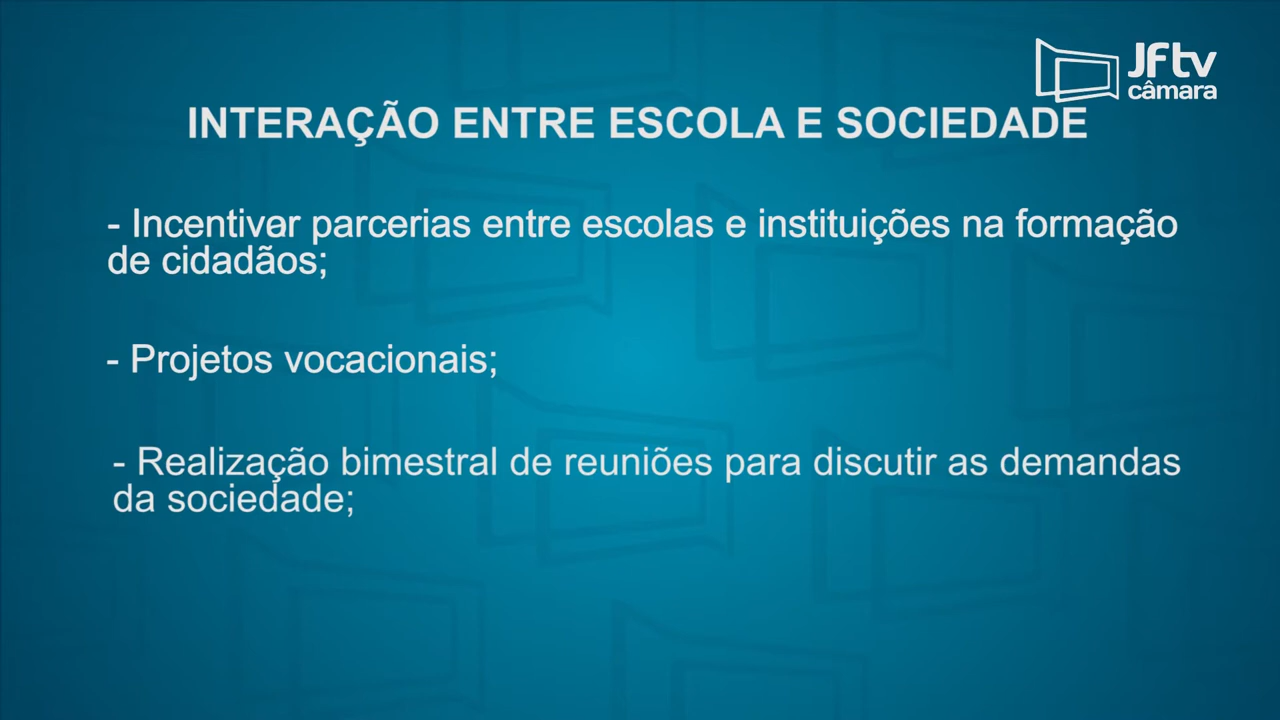 JFtv
câmara
INTERAÇÃO ENTRE ESCOLA E SOCIEDADE
- Incentivar parcerias entre escolas e instituições na formação
de cidadãos;
- Projetos vocacionais;
- Realização bimestral de reuniões para discutir as demandas
da sociedade;